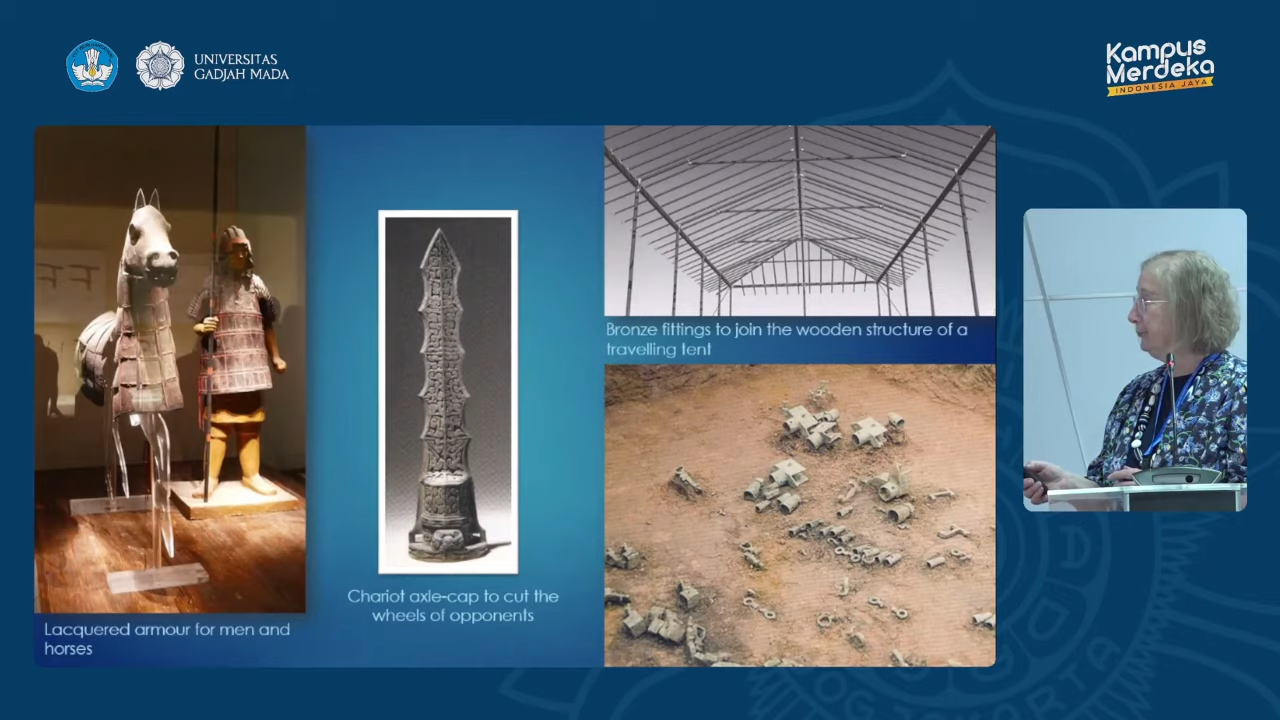 UNIVERSITAS
GADJAH MADA
Kampus
Merdeka
INDONESIA JAYA
Bronze fittings to join the wooden structure of a
travelling tent
Chariot axle-cap to cut the
wheels of opponents
Lacquered armour for men and
horses